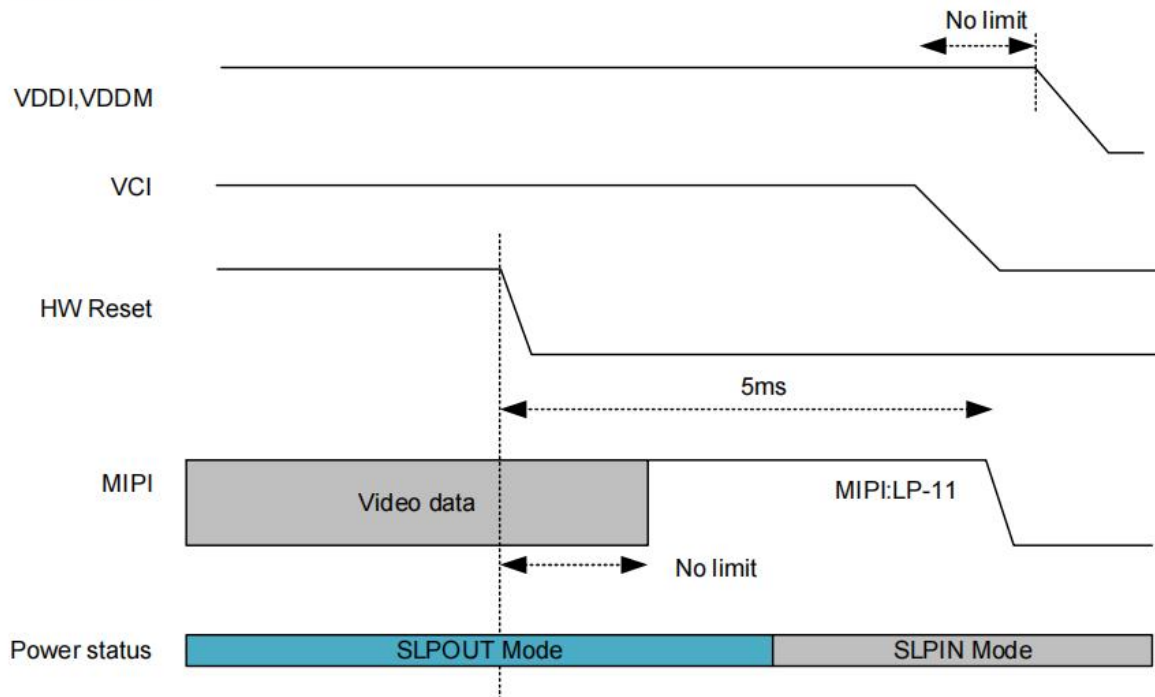 No limit
VDDI,VDDM
VCI
HW Reset
5ms
MIPI
Video data
MIPI:LP-11
No limit
Power status
SLPOUT Mode
SLPIN Mode